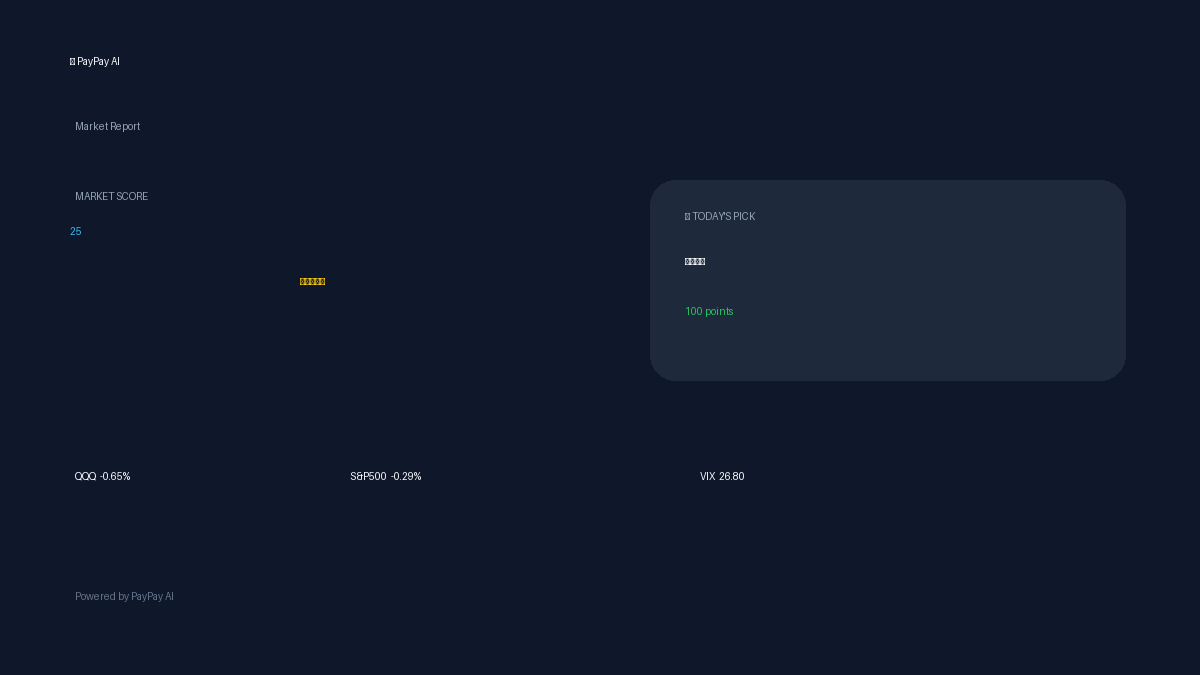 PayPay AI
Market Report
MARKET SCORE
25
TODAY'S PICK
100 points
QQQ -0.65%
S&P500 -0.29%
VIX 26.80
Powered by PayPay AI